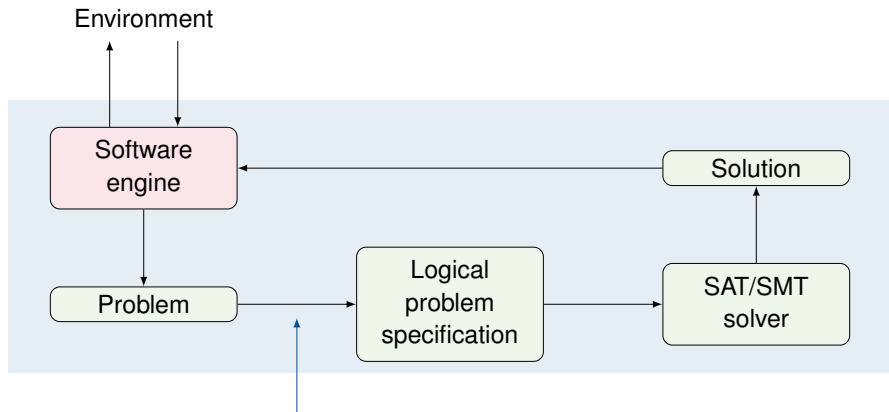 Environment
Software
engine
Solution
Problem
Logical
problem
specification
SAT/SMT
solver